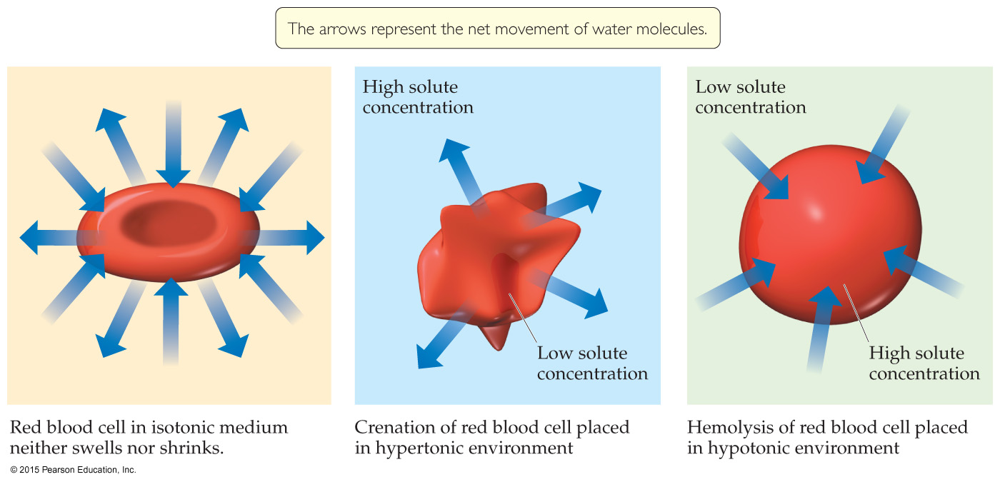 The arrows represent the net movement of water molecules.
High solute
concentration
Low solute
concentration
Low solute
concentration
High solute
concentration
Red blood cell in isotonic medium
neither swells nor shrinks.
Crenation of red blood cell placed
in hypertonic environment
Hemolysis of red blood cell placed
in hypotonic environment
© 2015 Pearson Education, Inc.